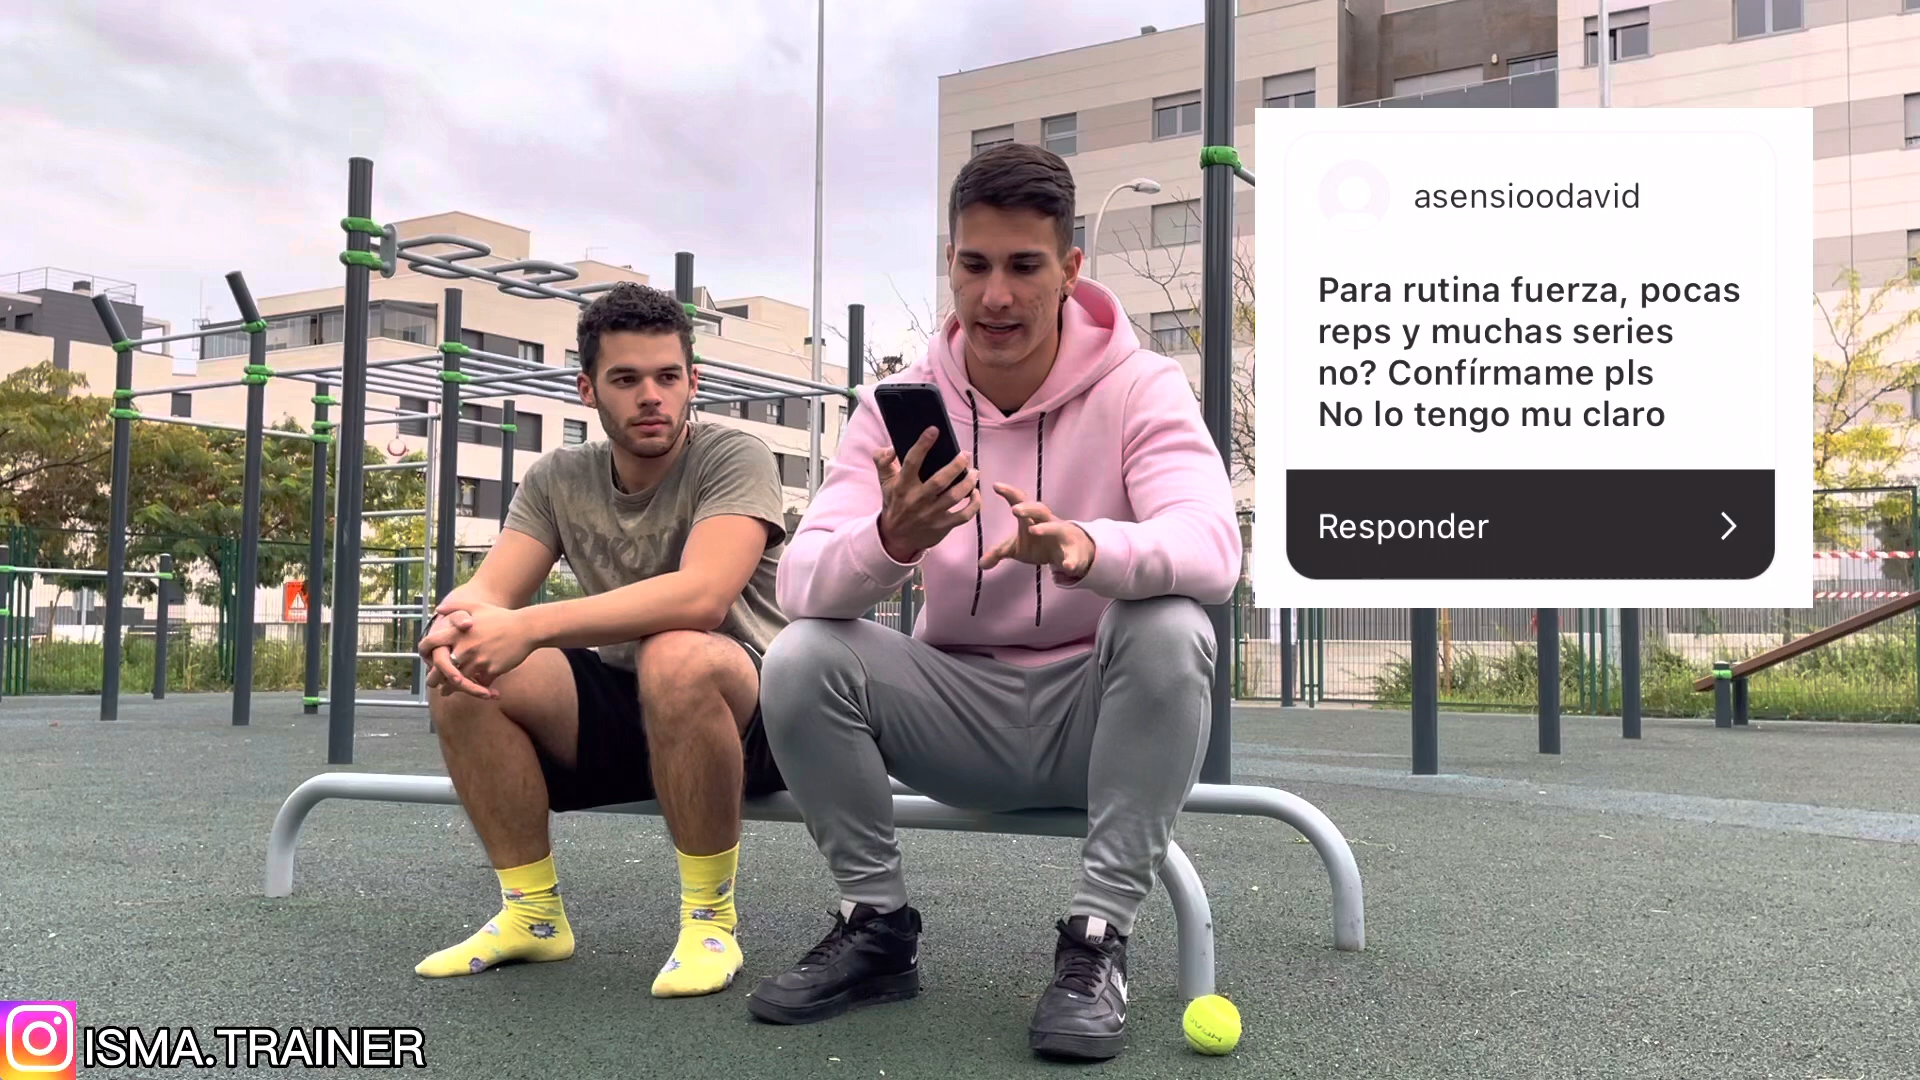 asensioodavid
Para rutina fuerza, pocas
reps y muchas series
no? Confírmame pls
No lo tengo mu claro
Responder
ISMA.TRAINER